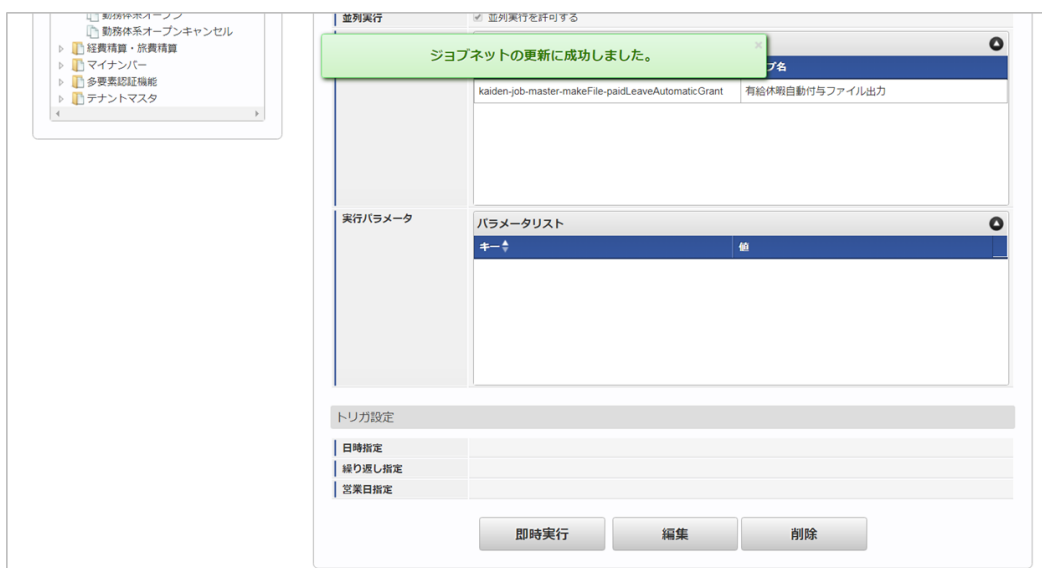 勤務体系オープン
勤務体系オープンキャンセル
経費精算・旅費精算
マイナンバー
多要素認証機能
テナントマスタ
並列実行
並列実行を許可する
ジョブネットの更新に成功しました。
×
ブ名
kaiden-job-master-makeFile-paidLeaveAutomaticGrant
有給休暇自動付与ファイル出力
実行パラメータ
パラメータリスト
キー
値
トリガ設定
日時指定
繰り返し指定
営業日指定
即時実行
編集
削除